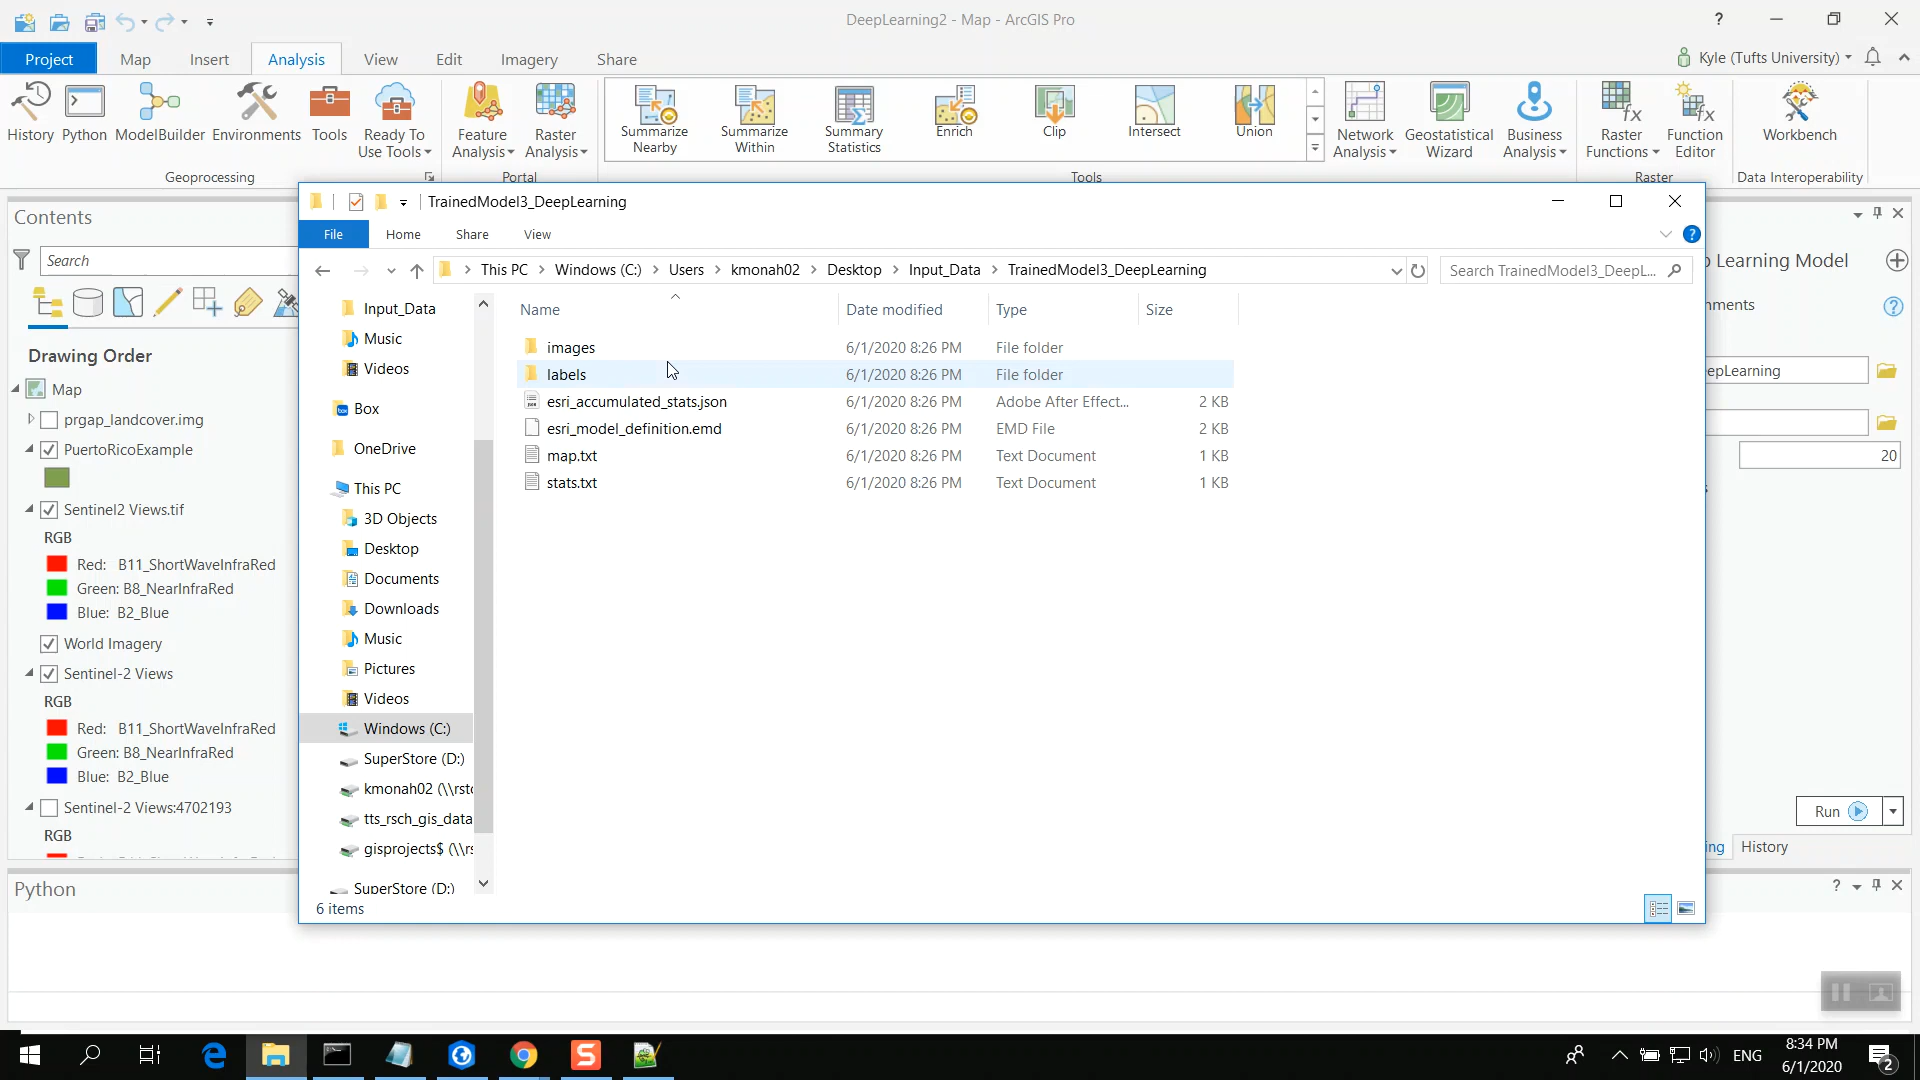 DeepLearning2 - Map - ArcGIS Pro
?
Project
Map
Insert
Analysis
View
Edit
Imagery
Share
Kyle (Tufts University)
History
Python
ModelBuilder
Environments
Tools
Ready To
Use Tools
Feature
Analysis
Raster
Analysis
Summarize
Nearby
Summarize
Within
Summary
Statistics
Enrich
Clip
Intersect
Union
Network
Analysis
Geostatistical
Wizard
Business
Analysis
Raster
Functions
Function
Editor
Workbench
Geoprocessing
Portal
Tools
Raster
Data Interoperability
Contents
Search
Drawing Order
Map
prgap_landcover.img
PuertoRicoExample
Sentinel2 Views.tif
RGB
Red: B11_ShortWaveInfraRed
Green: B8_NearInfraRed
Blue: B2_Blue
World Imagery
Sentinel-2 Views
RGB
Red: B11_ShortWaveInfraRed
Green: B8_NearInfraRed
Blue: B2_Blue
Sentinel-2 Views:4702193
RGB
TrainedModel3_DeepLearning
File
Home
Share
View
?
This PC
Windows (C:)
Users
kmonah02
Desktop
Input_Data
TrainedModel3_DeepLearning
Search TrainedModel3_DeepL...
Input_Data
Music
Videos
Box
OneDrive
This PC
3D Objects
Desktop
Documents
Downloads
Music
Pictures
Videos
Windows (C:)
SuperStore (D:)
kmonah02 (\\rst
tts_rsch_gis_data
gisprojects$ (\\rs
SuperStore (D:)
Name Date modified Type Size
images 6/1/2020 8:26 PM File folder
labels 6/1/2020 8:26 PM File folder
esri_accumulated_stats.json 6/1/2020 8:26 PM Adobe After Effect... 2 KB
esri_model_definition.emd 6/1/2020 8:26 PM EMD File 2 KB
map.txt 6/1/2020 8:26 PM Text Document 1 KB
stats.txt 6/1/2020 8:26 PM Text Document 1 KB
6 items
Learning Model
?
nments
epLearning
20
Run
ng
History
Python
?
ENG
8:34 PM
6/1/2020
2